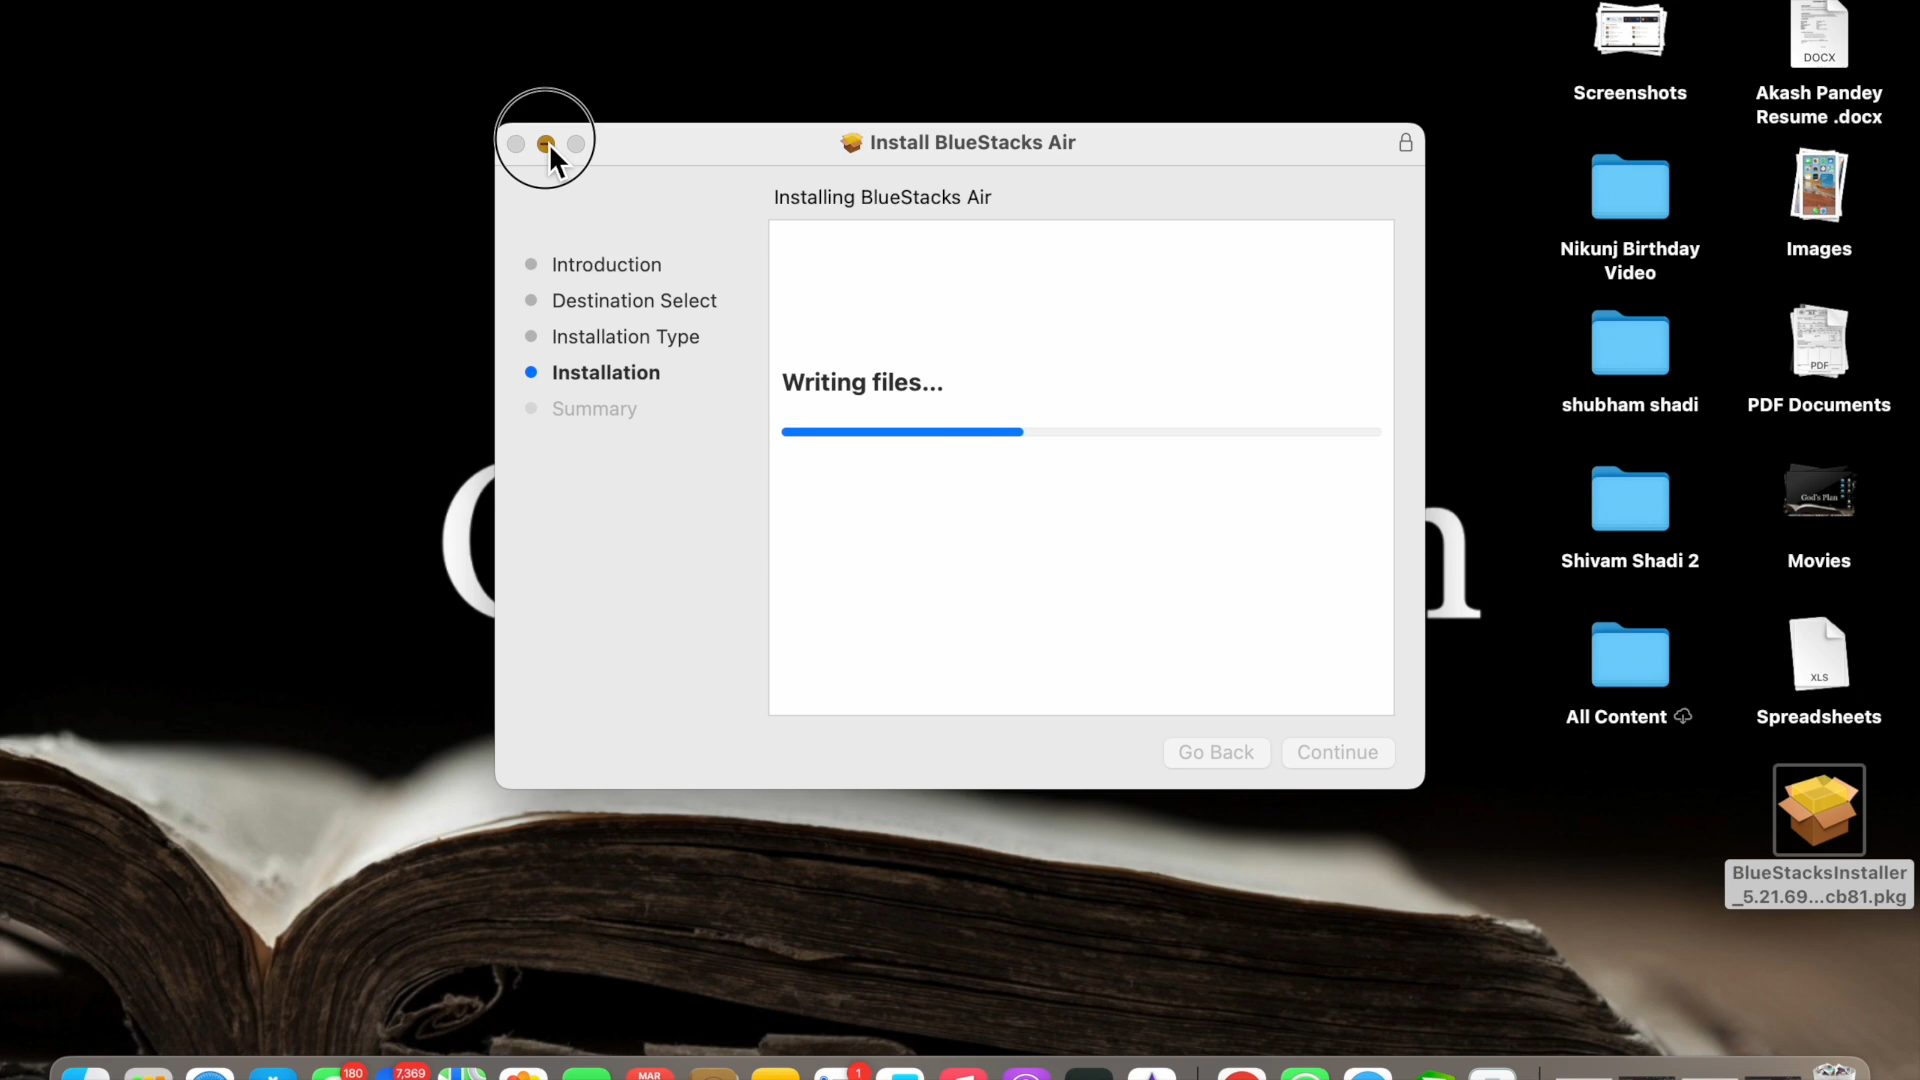 Install BlueStacks Air
Installing BlueStacks Air
Introduction
Destination Select
Installation Type
Installation
Summary
Writing files...
Go Back
Continue
Screenshots
DOCX
Akash Pandey
Resume .docx
Nikunj Birthday
Video
Images
shubham shadi
PDF
PDF Documents
Shivam Shadi 2
God's Plan
Movies
All Content
XLS
Spreadsheets
BlueStacksInstaller
_5.21.69...cb81.pkg
180
7,369
MAR
1